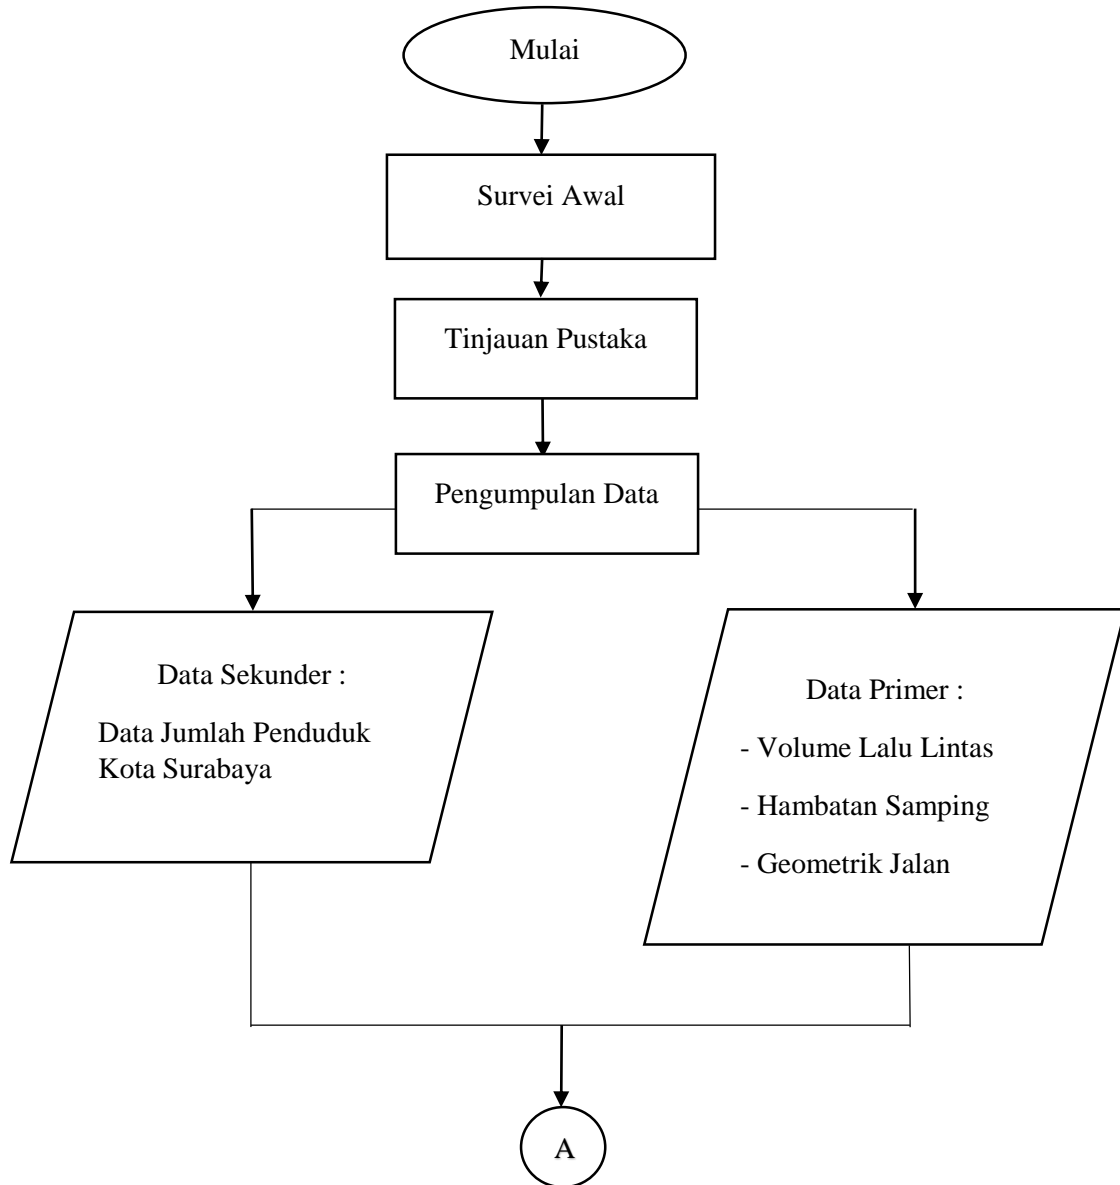 Mulai
Survei Awal
Tinjauan Pustaka
Pengumpulan Data
Data Sekunder :
Data Jumlah Penduduk
Kota Surabaya
Data Primer :
- Volume Lalu Lintas
- Hambatan Samping
- Geometrik Jalan
A